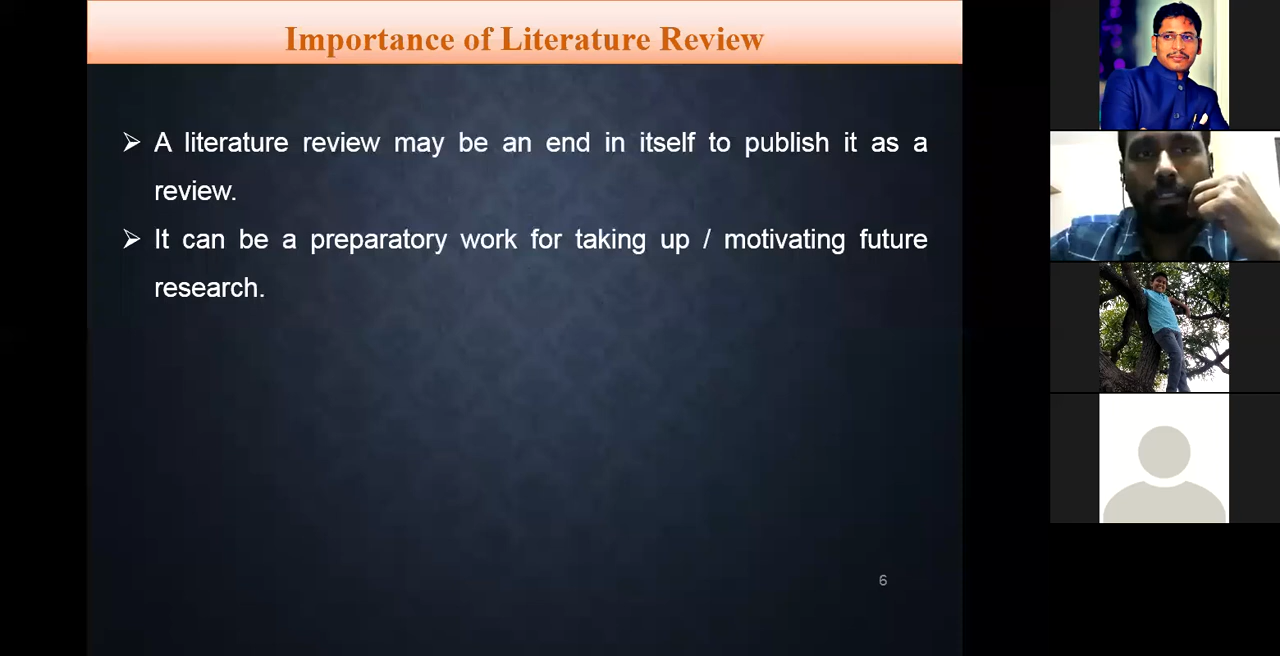 Importance of Literature Review
➢ A literature review may be an end in itself to publish it as a
review.
➢ It can be a preparatory work for taking up / motivating future
research.
6